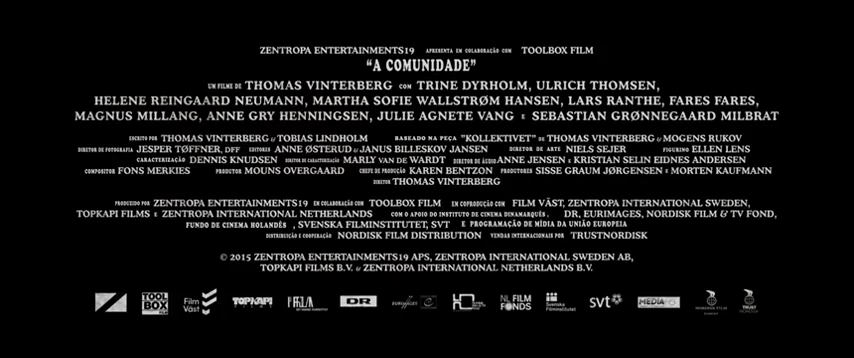 ZENTROPA ENTERTAINMENTS19 APRESENTA EM COLABORAÇÃO COM TOOLBOX FILM
“A COMUNIDADE”
UM FILME DE THOMAS VINTERBERG COM TRINE DYRHOLM, ULRICH THOMSEN,
HELENE REINGAARD NEUMANN, MARTHA SOFIE WALLSTRØM HANSEN, LARS RANTHE, FARES FARES,
MAGNUS MILLANG, ANNE GRY HENNINGSEN, JULIE AGNETE VANG E SEBASTIAN GRØNNEGAARD MILBRAT
ESCRITO POR THOMAS VINTERBERG & TOBIAS LINDHOLM BASEADO NA PEÇA "KOLLEKTIVET" DE THOMAS VINTERBERG & MOGENS RUKOV
DIRETOR DE FOTOGRAFIA JESPER TØFFNER, DFF EDITORES ANNE ØSTERUD & JANUS BILLESKOV JANSEN DIRETOR DE ARTE NIELS SEJER FIGURINO ELLEN LENS
CARACTERIZAÇÃO DENNIS KNUDSEN DIRETOR DE CARACTERIZAÇÃO MARLY VAN DE WARDT DIRETOR DE ÁUDIO ANNE JENSEN E KRISTIAN SELIN EIDNES ANDERSEN
COMPOSITOR FONS MERKIES PRODUTOR MOUNS OVERGAARD CHEFE DE PRODUÇÃO KAREN BENTZON PRODUTORES SISSE GRAUM JØRGENSEN E MORTEN KAUFMANN
DIRETOR THOMAS VINTERBERG
PRODUZIDO POR ZENTROPA ENTERTAINMENTS19 EM COLABORAÇÃO COM TOOLBOX FILM EM COPRODUÇÃO COM FILM VÄST, ZENTROPA INTERNATIONAL SWEDEN,
TOPKAPI FILMS E ZENTROPA INTERNATIONAL NETHERLANDS COM O APOIO DO INSTITUTO DE CINEMA DINAMARQUÊS , DR, EURIMAGES, NORDISK FILM & TV FOND,
FUNDO DE CINEMA HOLANDÊS , SVENSKA FILMINSTITUTET, SVT E PROGRAMAÇÃO DE MÍDIA DA UNIÃO EUROPEIA
DISTRIBUIÇÃO E COOPERAÇÃO NORDISK FILM DISTRIBUTION VENDAS INTERNACIONAIS POR TRUSTNORDISK
© 2015 ZENTROPA ENTERTAINMENTS19 APS, ZENTROPA INTERNATIONAL SWEDEN AB,
TOPKAPI FILMS B.V. & ZENTROPA INTERNATIONAL NETHERLANDS B.V.
TOOL BOX FILM Film Väst TOPKAPI FILMS DR EURIMAGES NL FILM FONDS Svenska Filminstitutet svt MEDIA NORDISK FILM TRUST NORDISK